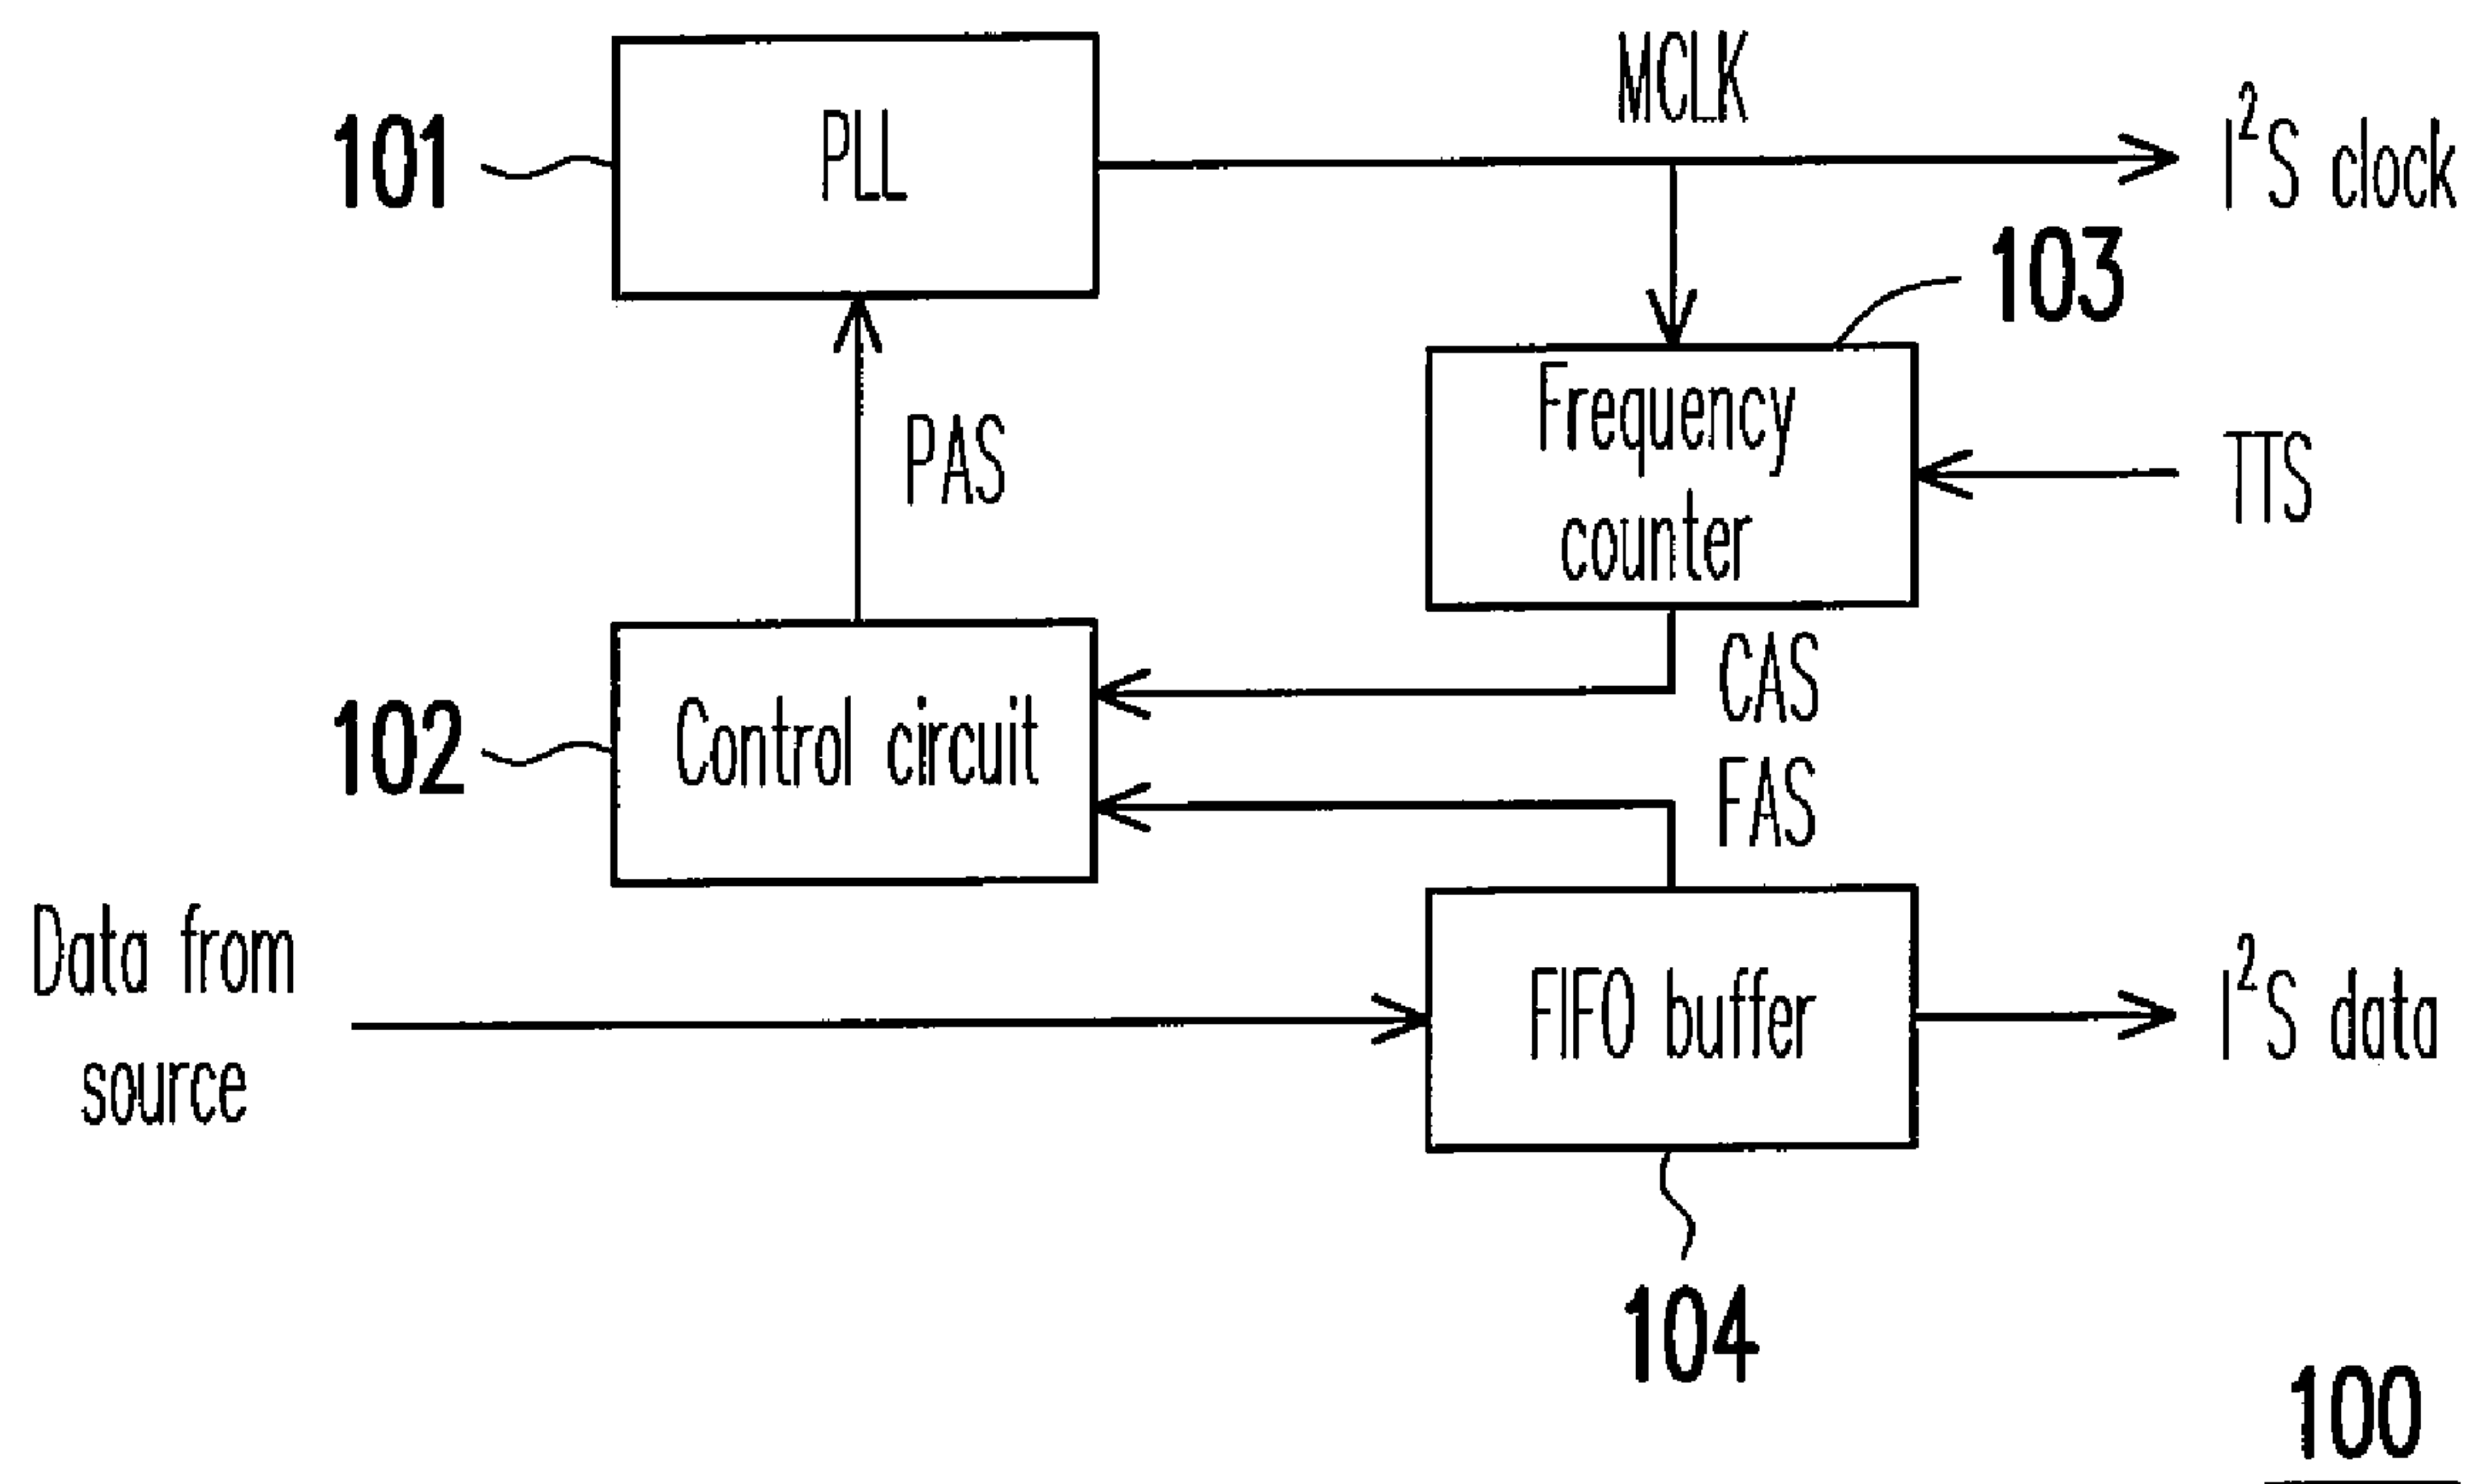 MCLK
I²S clock
101
PLL
103
Frequency
counter
TTS
PAS
CAS
102
Control circuit
FAS
Data from
source
FIFO buffer
I²S data
104
100